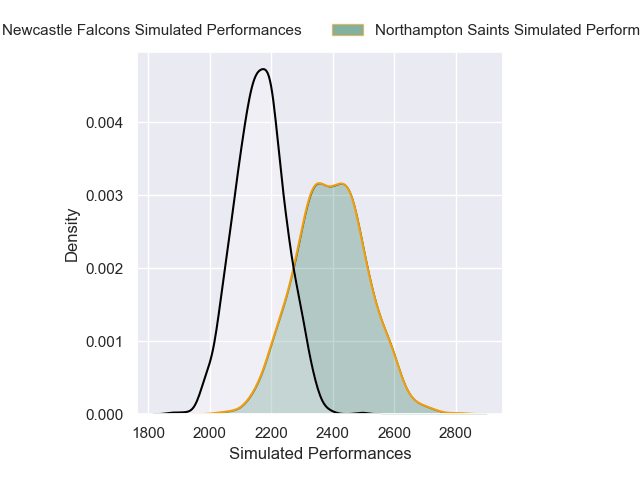 Newcastle Falcons Simulated Performances
Northampton Saints Simulated Perform
0.004
0.003
0.002
0.001
0.000
Density
1800 2000 2200 2400 2600 2800
Simulated Performances